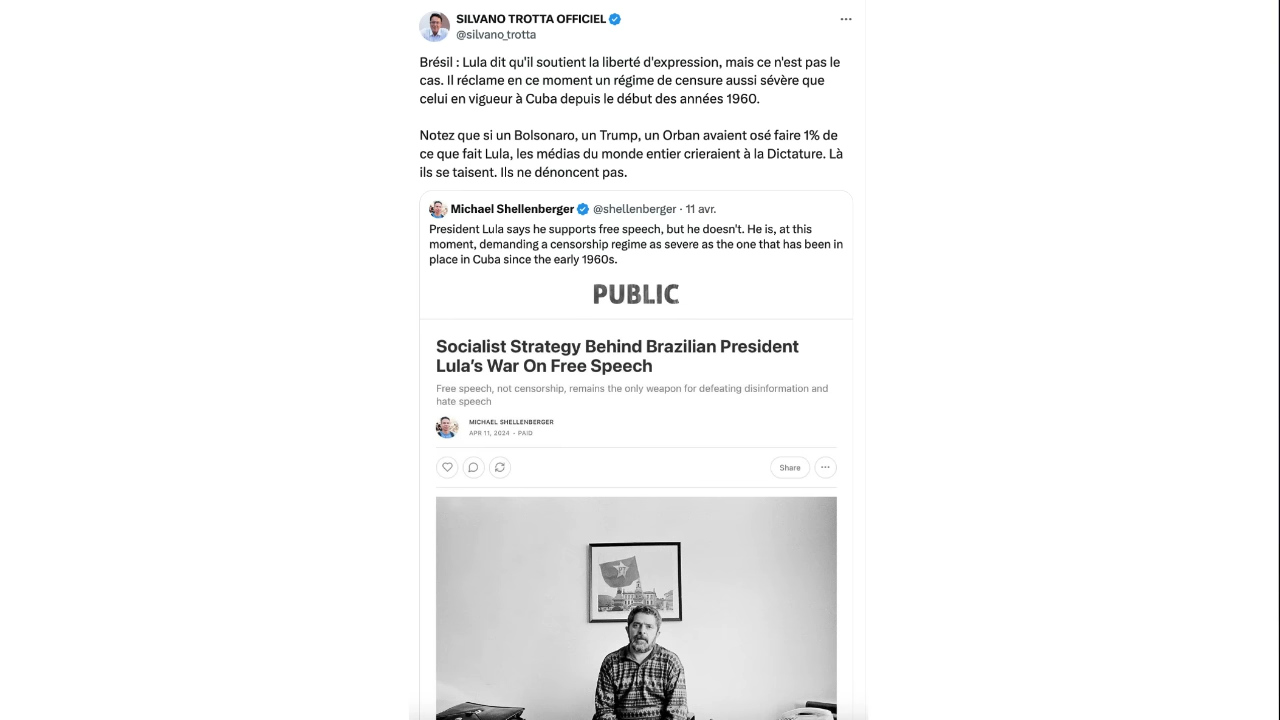 SILVANO TROTTA OFFICIEL
@silvano_trotta
Brésil : Lula dit qu'il soutient la liberté d'expression, mais ce n'est pas le
cas. Il réclame en ce moment un régime de censure aussi sévère que
celui en vigueur à Cuba depuis le début des années 1960.
Notez que si un Bolsonaro, un Trump, un Orban avaient osé faire 1% de
ce que fait Lula, les médias du monde entier crieraient à la Dictature. Là
ils se taisent. Ils ne dénoncent pas.
Michael Shellenberger @shellenberger · 11 avr.
President Lula says he supports free speech, but he doesn't. He is, at this
moment, demanding a censorship regime as severe as the one that has been in
place in Cuba since the early 1960s.
PUBLIC
Socialist Strategy Behind Brazilian President
Lula's War On Free Speech
Free speech, not censorship, remains the only weapon for defeating disinformation and
hate speech
MICHAEL SHELLENBERGER
APR 11, 2024 - PAID
Share